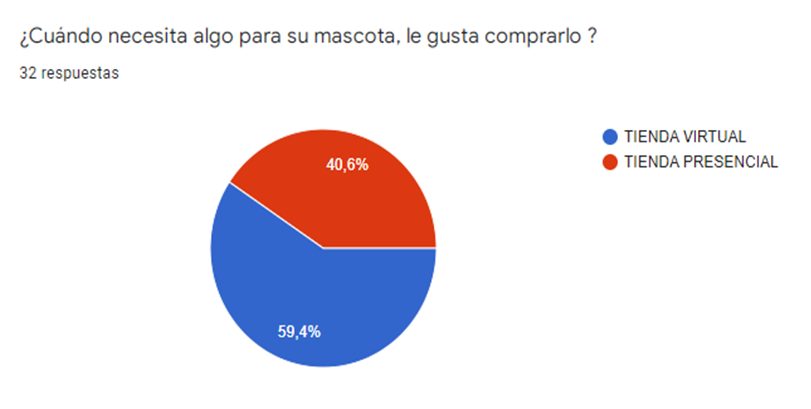 ¿Cuándo necesita algo para su mascota, le gusta comprarlo ?
32 respuestas
40,6%
59,4%
TIENDA VIRTUAL
TIENDA PRESENCIAL